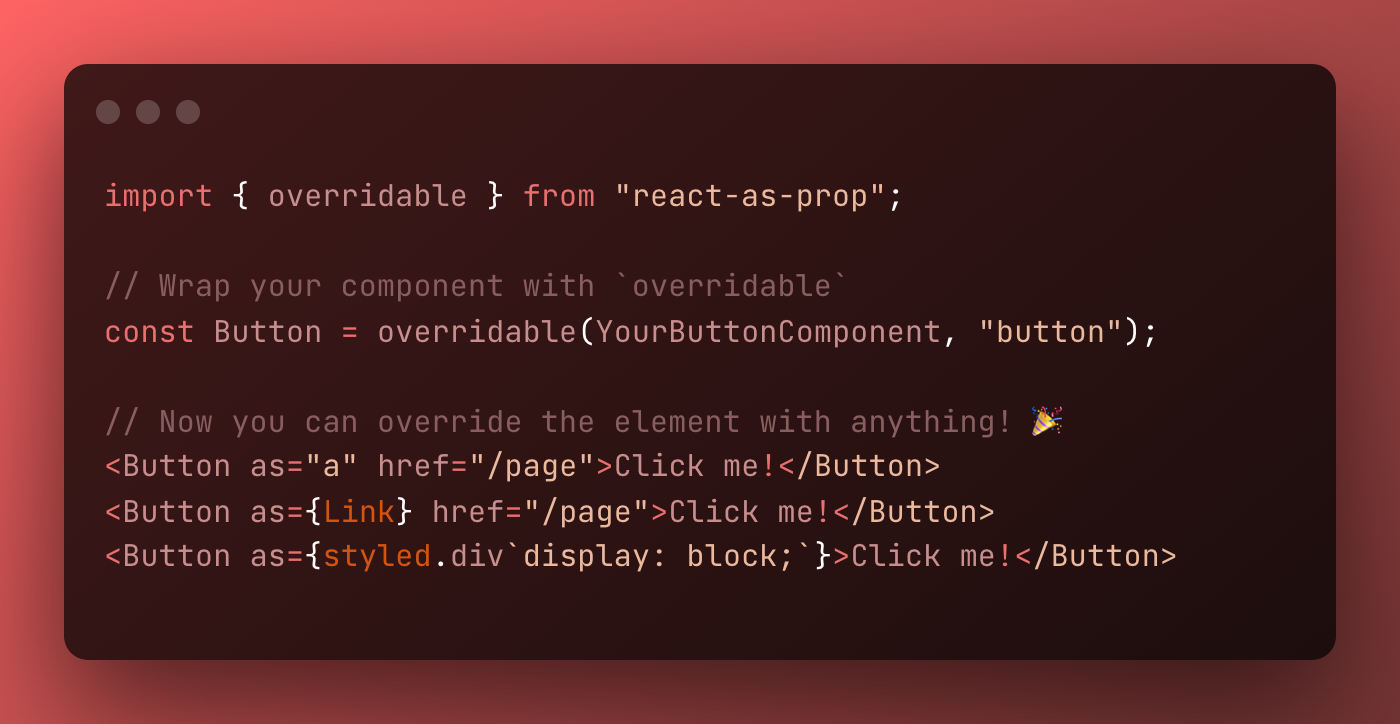 import { overridable } from "react-as-prop";
// Wrap your component with `overridable`
const Button = overridable(YourButtonComponent, "button");
// Now you can override the element with anything! 🎉
<Button as="a" href="/page">Click me!</Button>
<Button as={Link} href="/page">Click me!</Button>
<Button as={styled.div`display: block;`}>Click me!</Button>